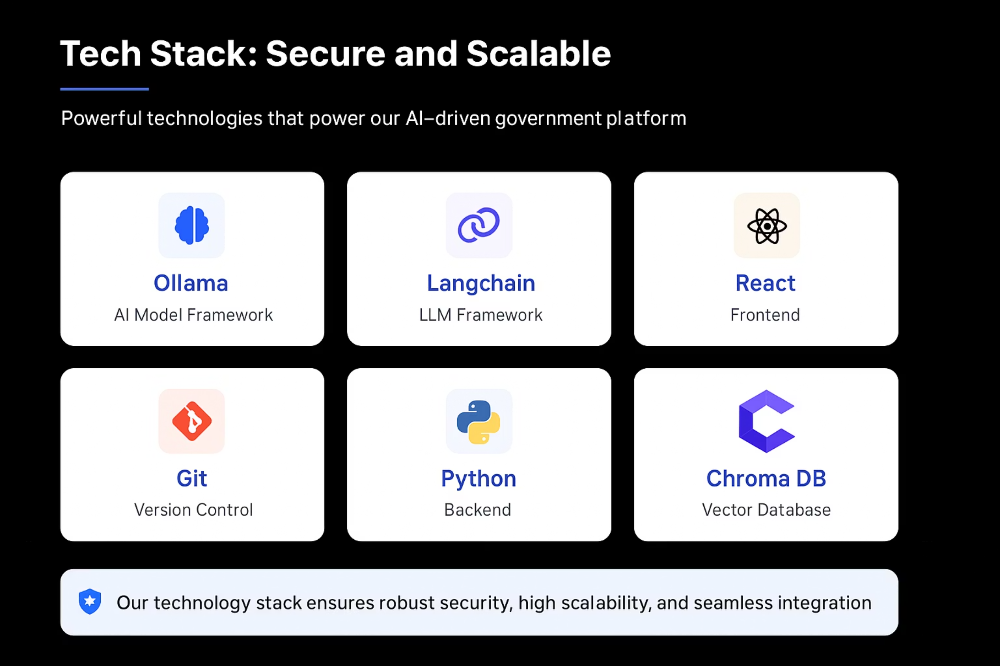 Tech Stack: Secure and Scalable
Powerful technologies that power our AI–driven government platform
Ollama
AI Model Framework
Langchain
LLM Framework
React
Frontend
Git
Version Control
Python
Backend
Chroma DB
Vector Database
Our technology stack ensures robust security, high scalability, and seamless integration